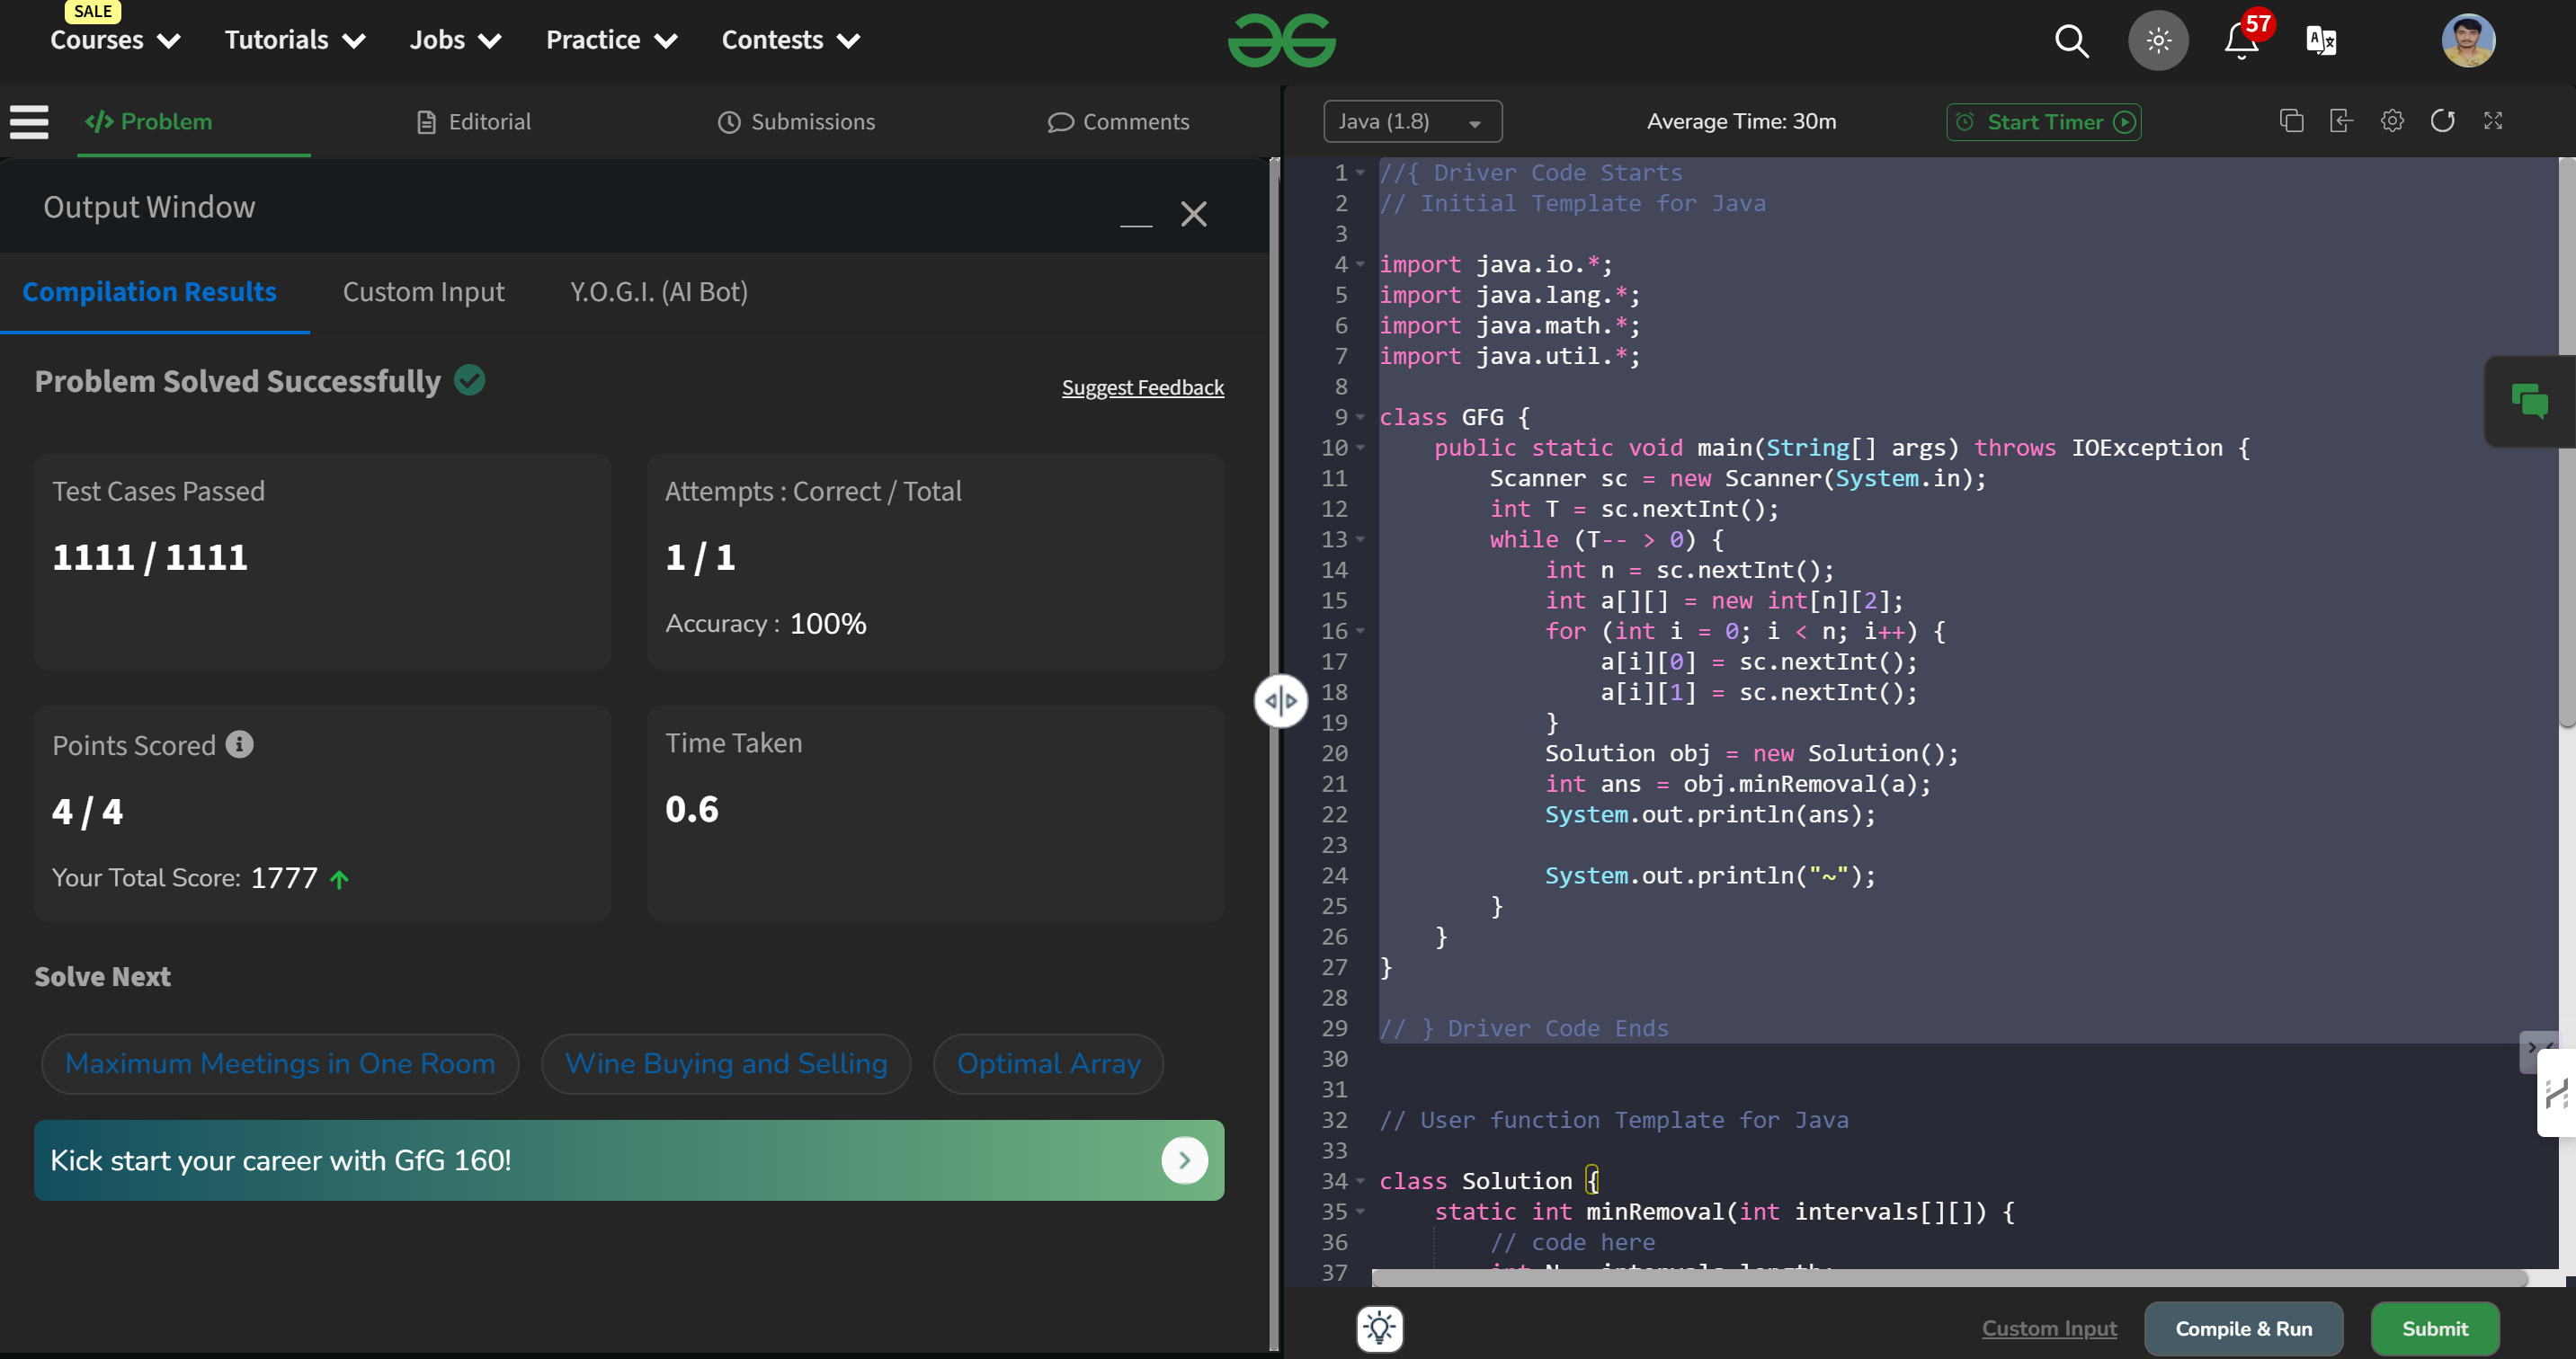 SALE
Courses
Tutorials
Jobs
Practice
Contests
57
Problem
Editorial
Submissions
Comments
Java (1.8)
Average Time: 30m
Start Timer
Output Window
Compilation Results
Custom Input
Y.O.G.I. (AI Bot)
Problem Solved Successfully
Suggest Feedback
Test Cases Passed
1111 / 1111
Attempts : Correct / Total
1 / 1
Accuracy : 100%
Points Scored
4 / 4
Your Total Score: 1777
Time Taken
0.6
Solve Next
Maximum Meetings in One Room
Wine Buying and Selling
Optimal Array
Kick start your career with GfG 160!
1 //{ Driver Code Starts
2 // Initial Template for Java
3
4 import java.io.*;
5 import java.lang.*;
6 import java.math.*;
7 import java.util.*;
8
9 class GFG {
10     public static void main(String[] args) throws IOException {
11         Scanner sc = new Scanner(System.in);
12         int T = sc.nextInt();
13         while (T-- > 0) {
14             int n = sc.nextInt();
15             int a[][] = new int[n][2];
16             for (int i = 0; i < n; i++) {
17                 a[i][0] = sc.nextInt();
18                 a[i][1] = sc.nextInt();
19             }
20             Solution obj = new Solution();
21             int ans = obj.minRemoval(a);
22             System.out.println(ans);
23
24             System.out.println("~");
25         }
26     }
27 }
28
29 // } Driver Code Ends
30
31
32 // User function Template for Java
33
34 class Solution {
35     static int minRemoval(int intervals[][]) {
36         // code here
37
Custom Input
Compile & Run
Submit